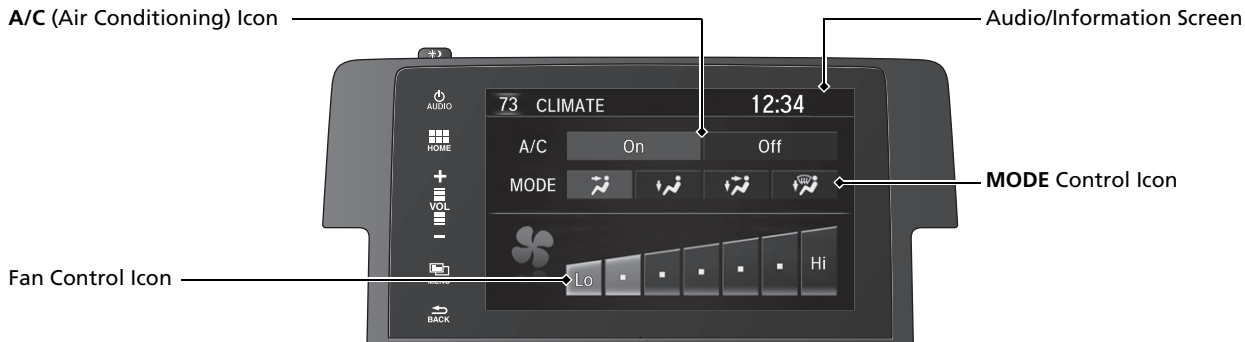 A/C (Air Conditioning) Icon
Audio/Information Screen
AUDIO
73 CLIMATE 12:34
HOME
A/C On Off
MODE
MODE Control Icon
+
VOL
-
Lo Hi
Fan Control Icon
MENU
BACK